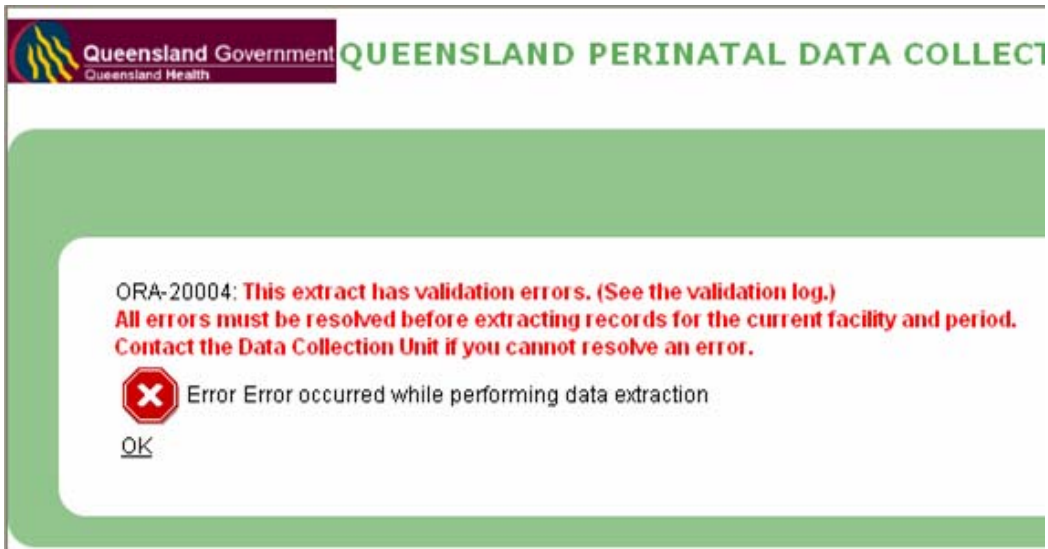 Queensland Government
Queensland Health
QUEENSLAND PERINATAL DATA COLLECT
ORA-20004: This extract has validation errors. (See the validation log.)
All errors must be resolved before extracting records for the current facility and period.
Contact the Data Collection Unit if you cannot resolve an error.
Error Error occurred while performing data extraction
OK